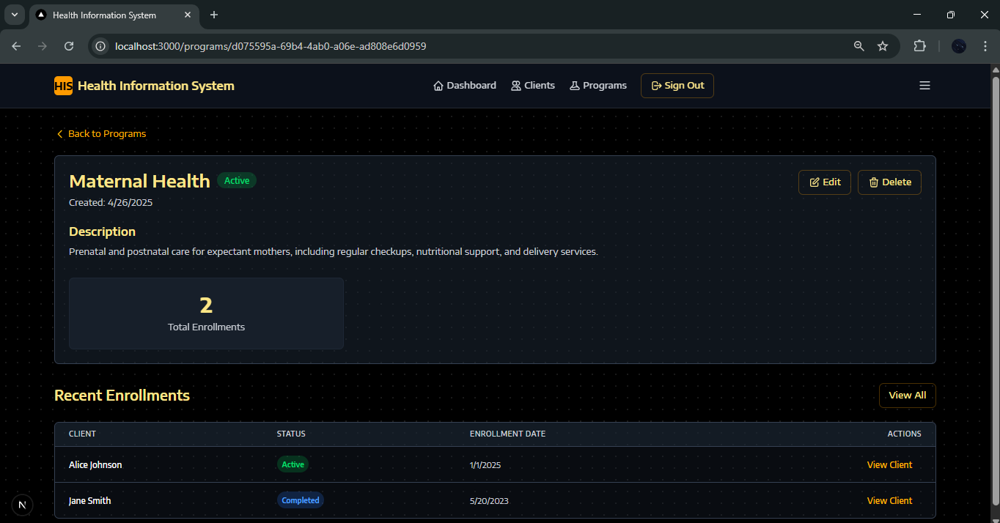 Health Information System
localhost:3000/programs/d075595a-69b4-4ab0-a06e-ad808e6d0959
HIS Health Information System Dashboard Clients Programs Sign Out
Back to Programs
Maternal Health Active Edit Delete
Created: 4/26/2025
Description
Prenatal and postnatal care for expectant mothers, including regular checkups, nutritional support, and delivery services.
2
Total Enrollments
Recent Enrollments View All
CLIENT STATUS ENROLLMENT DATE ACTIONS
Alice Johnson Active 1/1/2025 View Client
Jane Smith Completed 5/20/2023 View Client
N